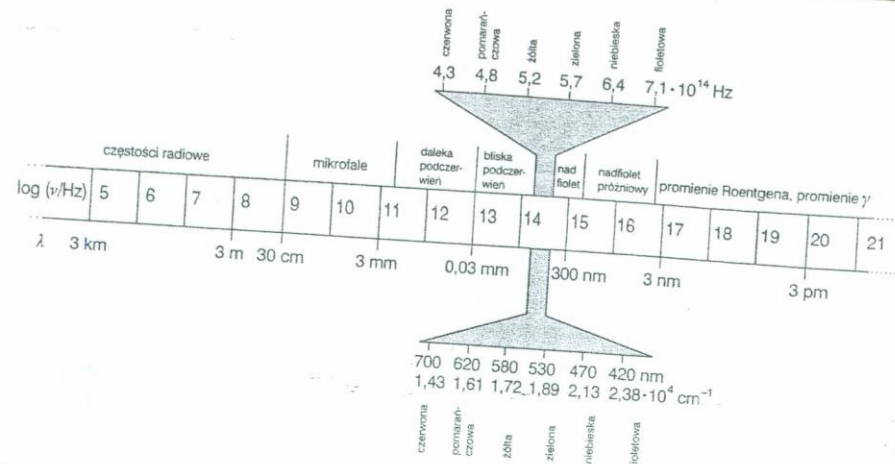 czerwona
pomarań-
czowa
żółta
zielona
niebieska
fioletowa
4,3 4,8 5,2 5,7 6,4 7,1 · 10¹⁴ Hz
częstości radiowe
mikrofale
daleka
podczer-
wień
bliska
podczer-
wień
nad
fiolet
nadfiolet
próżniowy
promienie Roentgena, promienie γ
log (ν/Hz) 5 6 7 8 9 10 11 12 13 14 15 16 17 18 19 20 21
λ 3 km 3 m 30 cm 3 mm 0,03 mm 300 nm 3 nm 3 pm
700 620 580 530 470 420 nm
1,43 1,61 1,72 1,89 2,13 2,38·10⁴ cm⁻¹
czerwona
pomarań-
czowa
żółta
zielona
niebieska
fioletowa